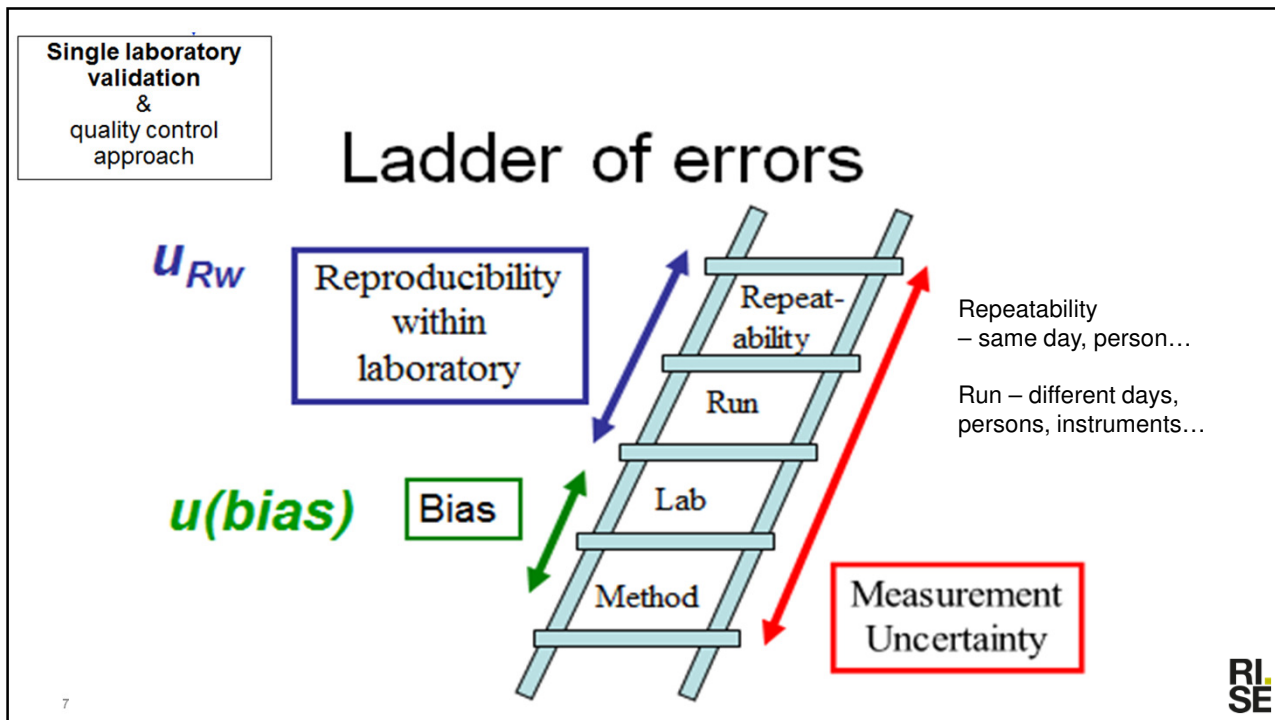 Single laboratory
validation
&
quality control
approach
Ladder of errors
uRw
Reproducibility
within
laboratory
Repeat-
ability
Run
Lab
Method
u(bias)
Bias
Measurement
Uncertainty
Repeatability
– same day, person…
Run – different days,
persons, instruments…
7
RI.
SE